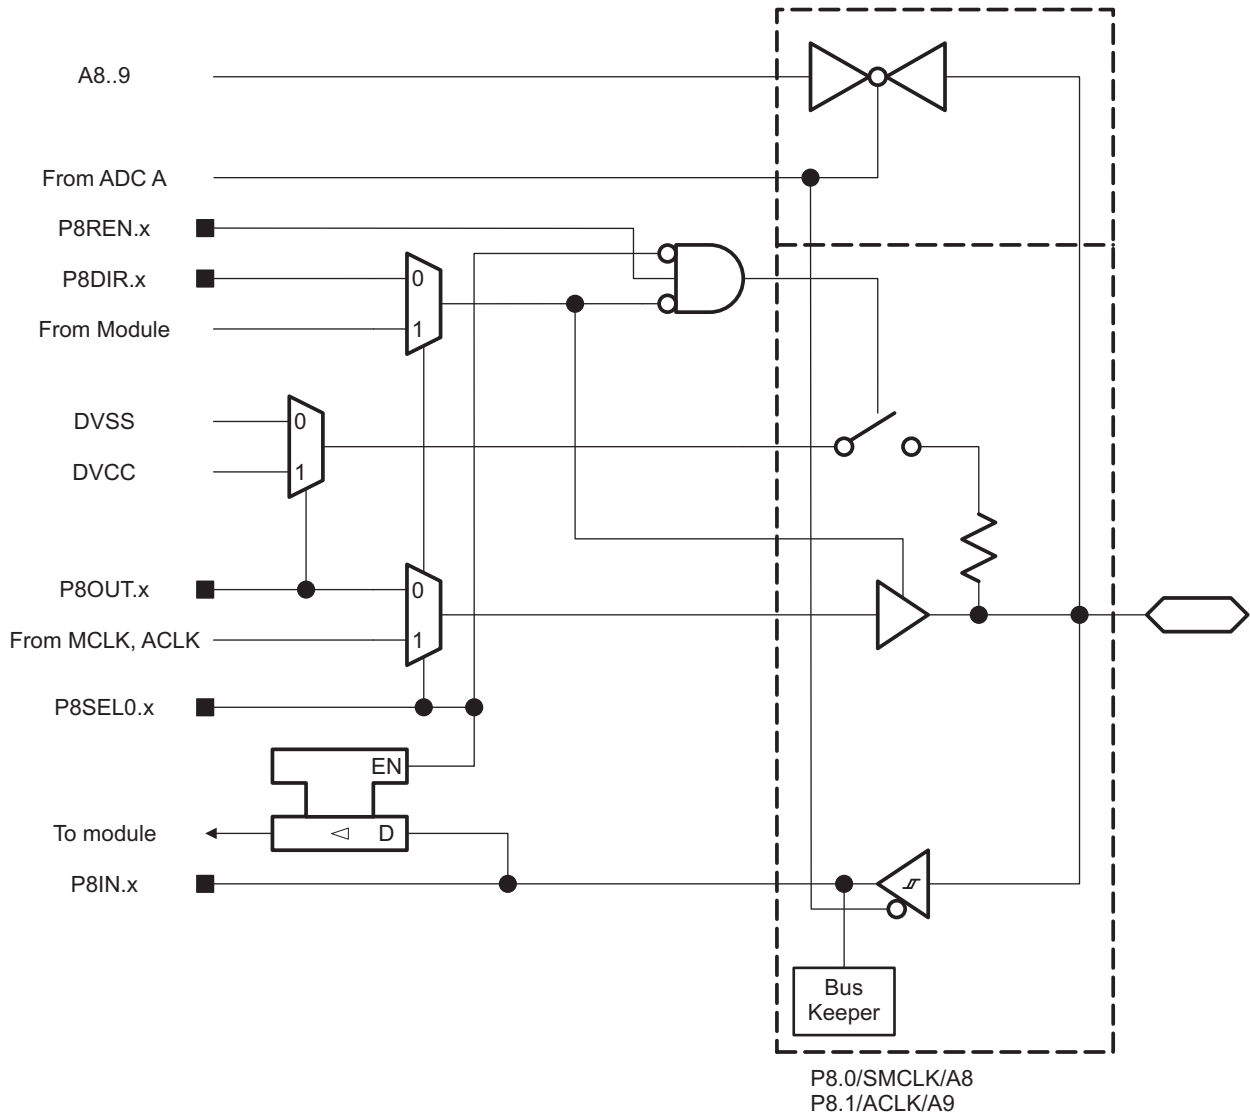 A8..9
From ADC A
P8REN.x
P8DIR.x
0
From Module
1
DVSS
0
DVCC
1
P8OUT.x
0
From MCLK, ACLK
1
P8SEL0.x
EN
To module
D
P8IN.x
Bus
Keeper
P8.0/SMCLK/A8
P8.1/ACLK/A9